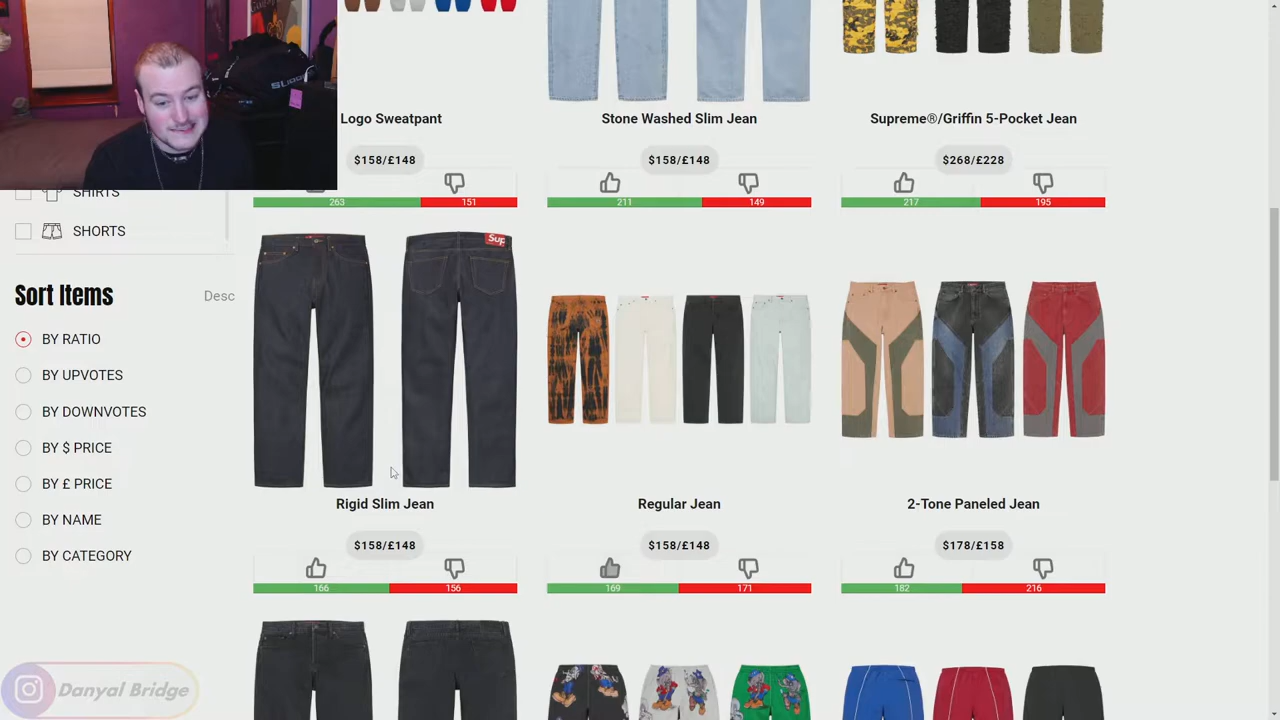 SLIGGE
Logo Sweatpant
Stone Washed Slim Jean
Supreme®/Griffin 5-Pocket Jean
$158/£148
$158/£148
$268/£228
SHIRTS
263
151
211
149
217
195
SHORTS
Sup
Sort Items
Desc
BY RATIO
BY UPVOTES
BY DOWNVOTES
BY $ PRICE
BY £ PRICE
BY NAME
BY CATEGORY
Rigid Slim Jean
Regular Jean
2-Tone Paneled Jean
$158/£148
$158/£148
$178/£158
166
156
169
171
182
216
Danyal Bridge